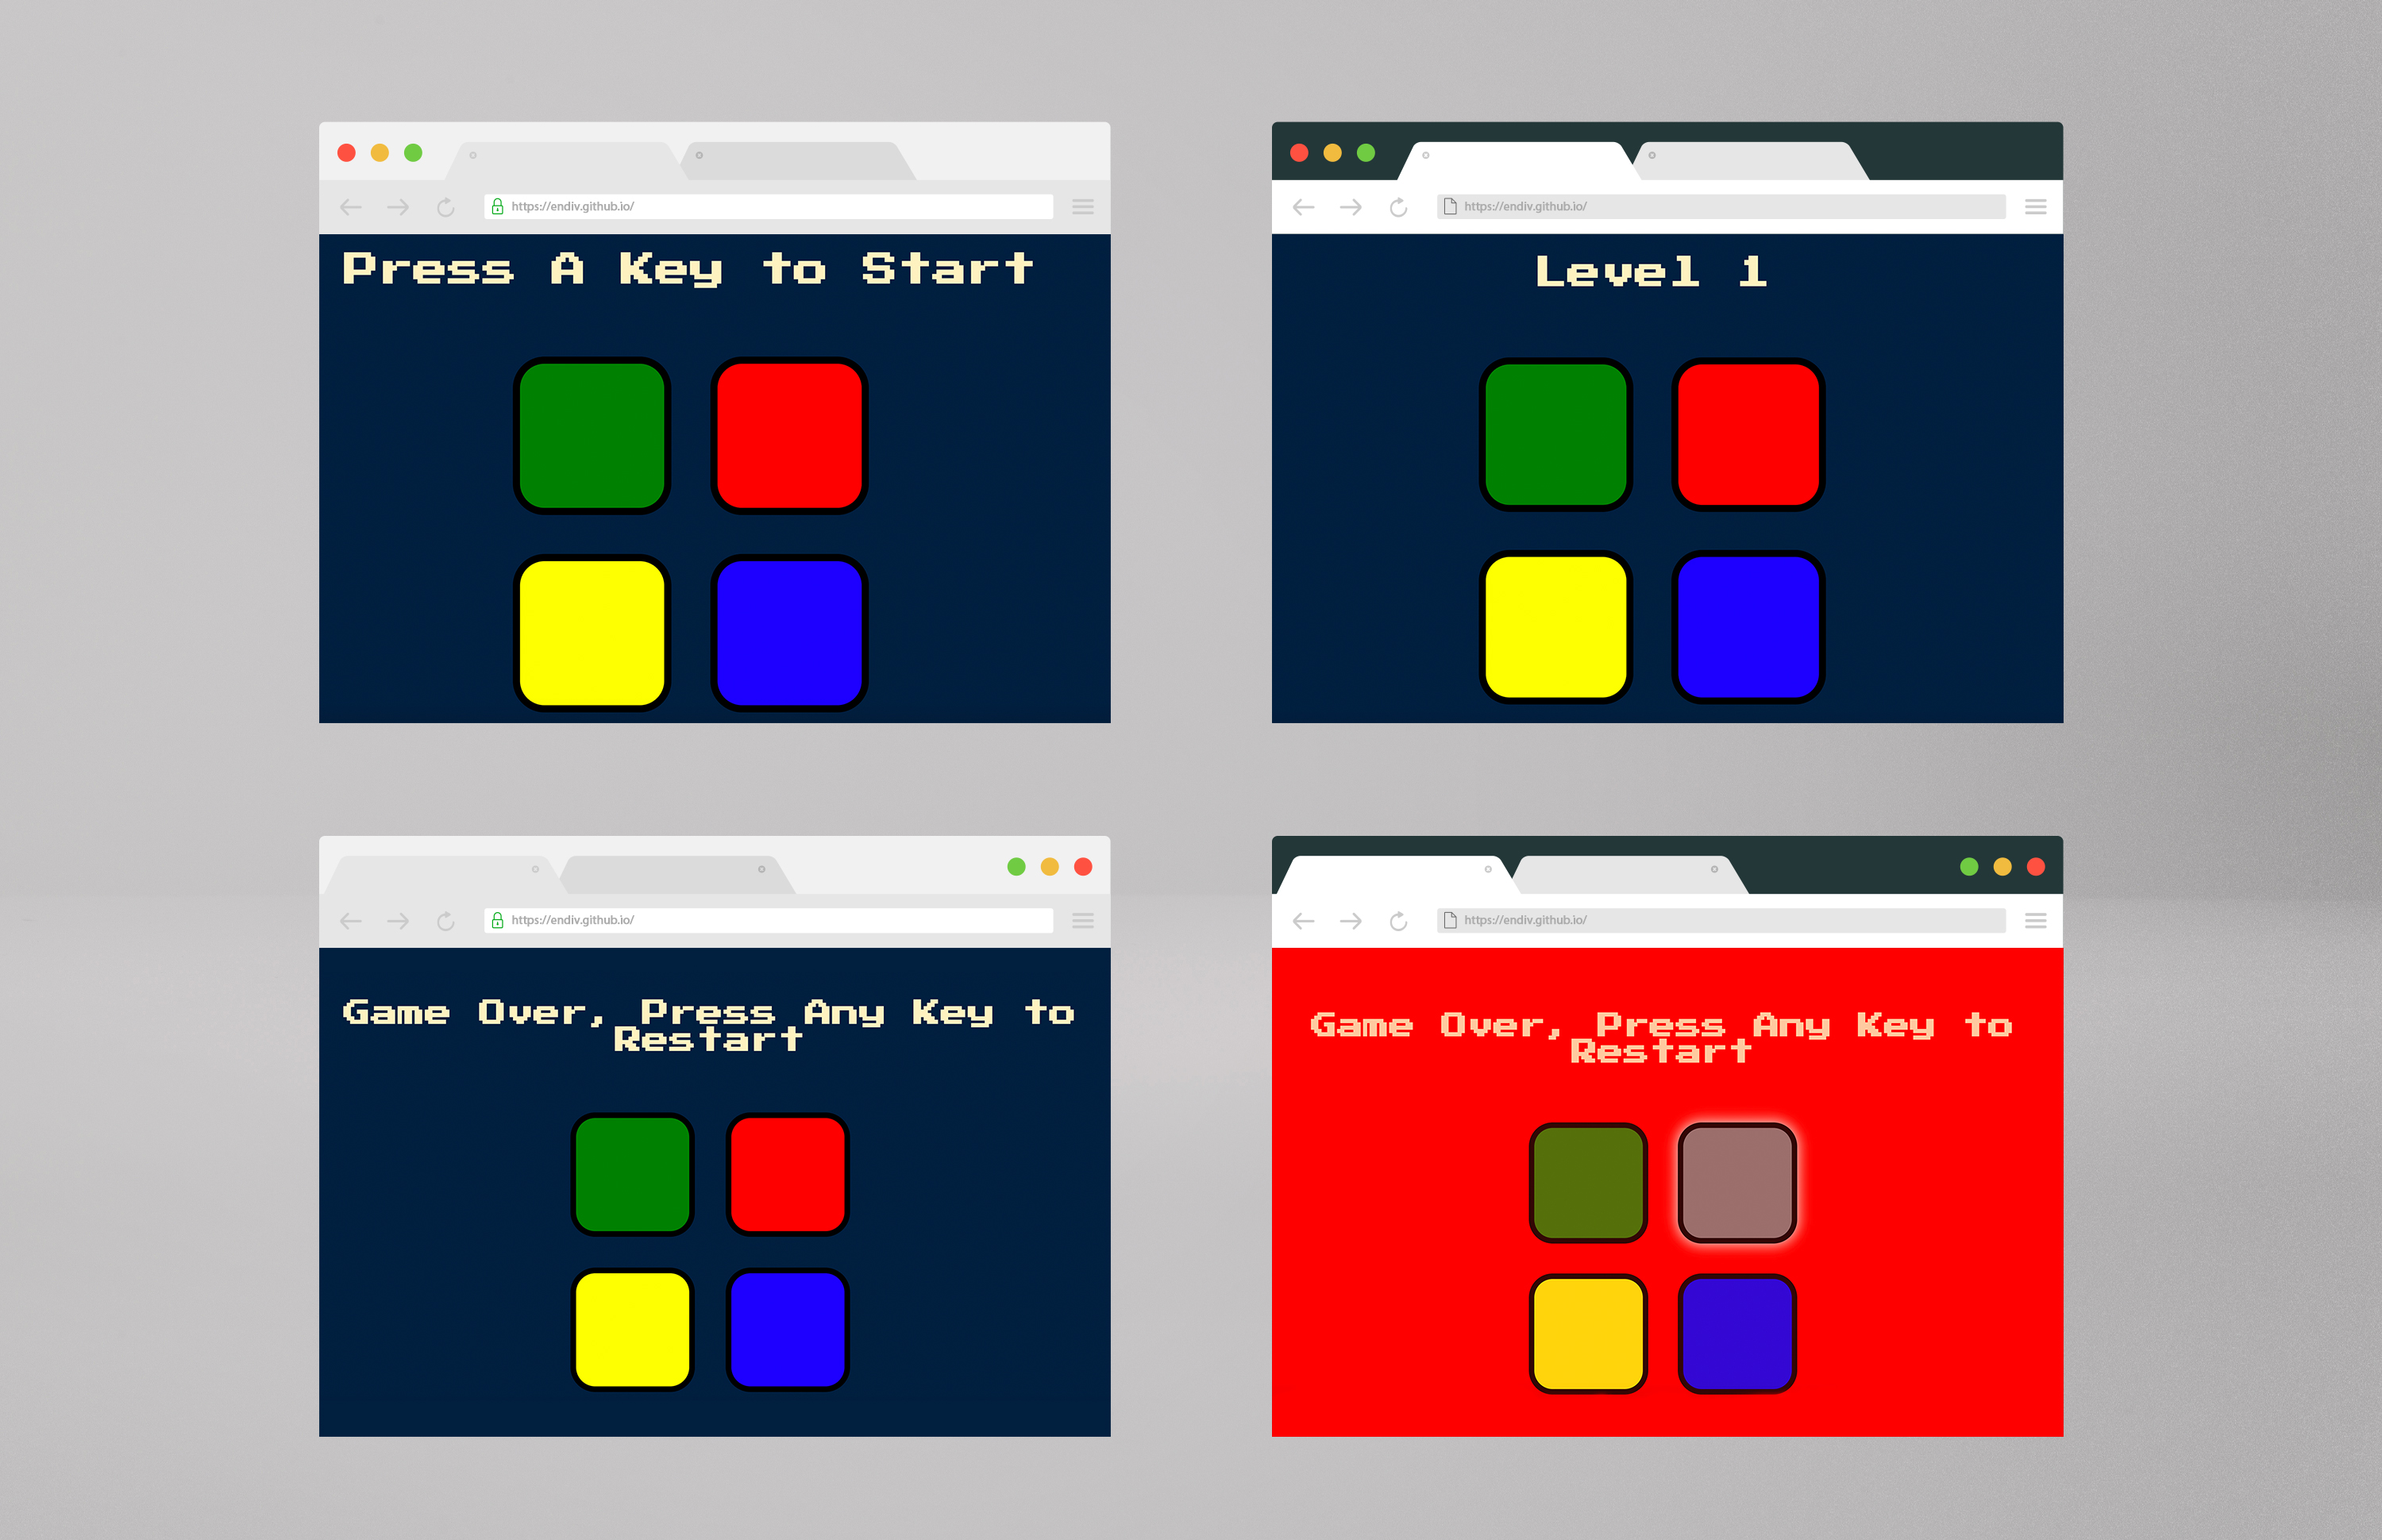 https://endiv.github.io/
Press A Key to Start
https://endiv.github.io/
Level 1
https://endiv.github.io/
Game Over, Press Any Key to
Restart
https://endiv.github.io/
Game Over, Press Any Key to
Restart